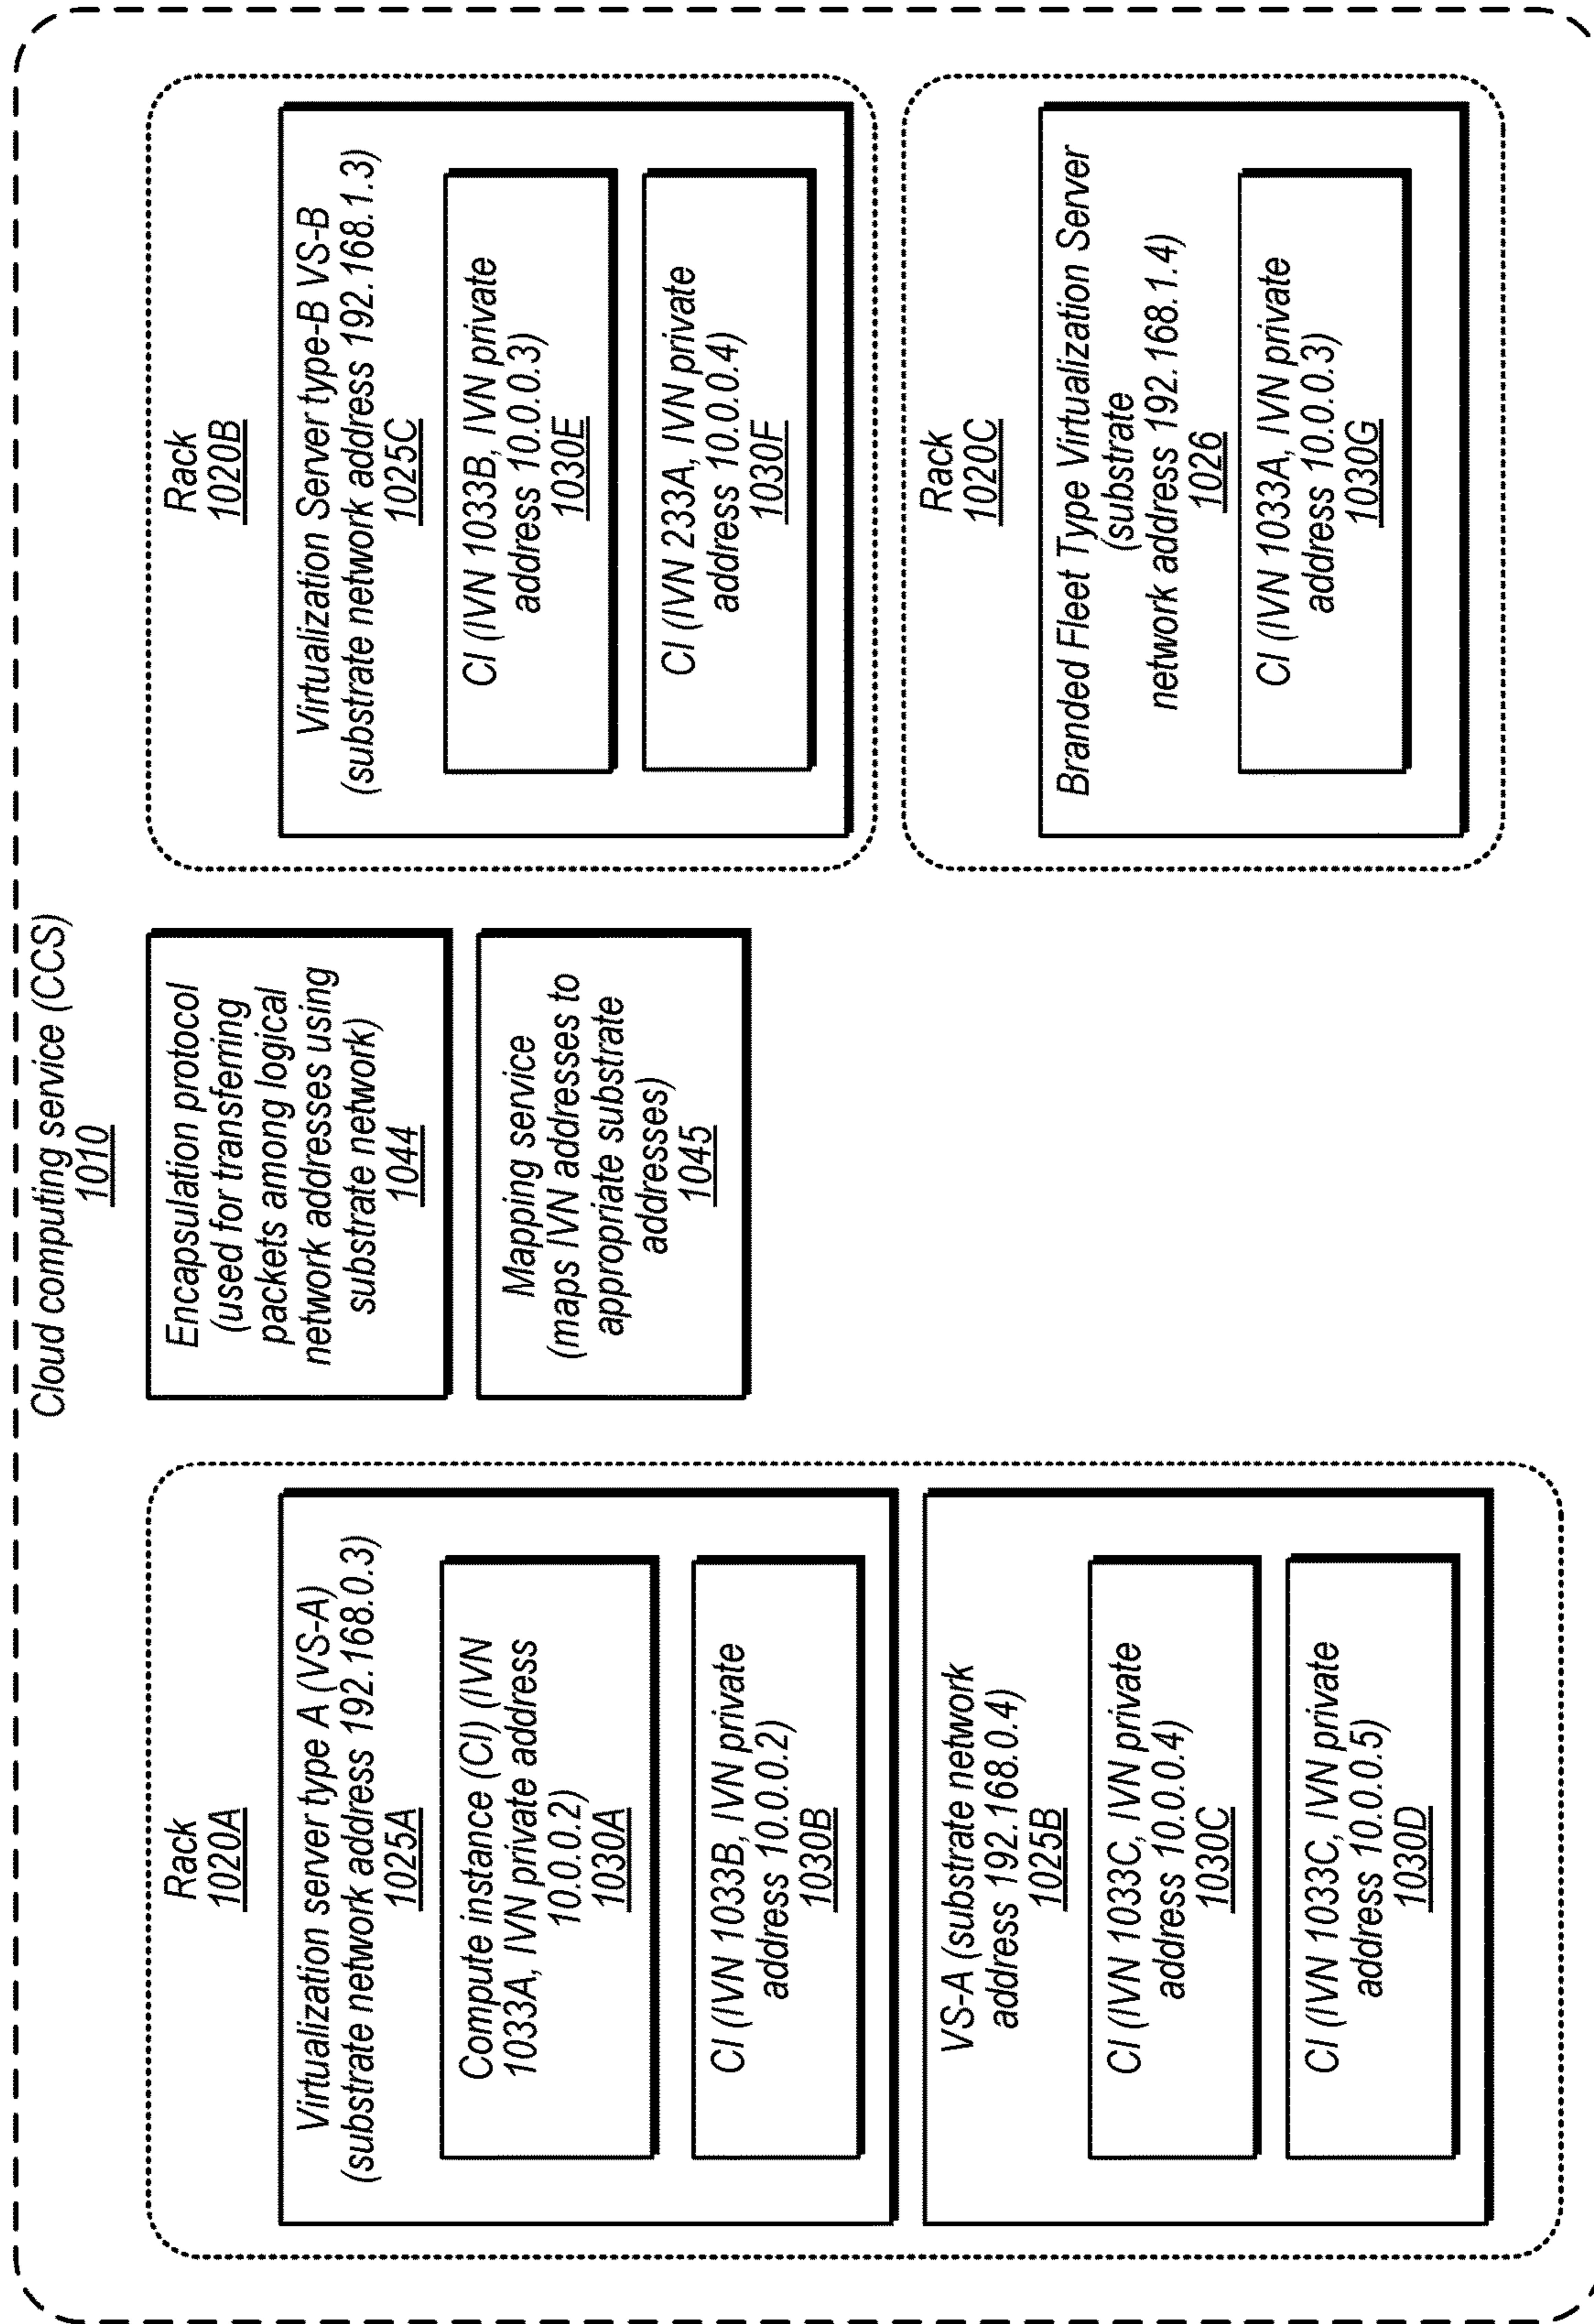 Cloud computing service (CCS)
1010
Rack
1020A
Virtualization server type A (VS-A)
(substrate network address 192.168.0.3)
1025A
Compute instance (CI) (IVN
1033A, IVN private address
10.0.0.2)
1030A
CI (IVN 1033B, IVN private
address 10.0.0.2)
1030B
VS-A (substrate network
address 192.168.0.4)
1025B
CI (IVN 1033C, IVN private
address 10.0.0.4)
1030C
CI (IVN 1033C, IVN private
address 10.0.0.5)
1030D
Encapsulation protocol
(used for transferring
packets among logical
network addresses using
substrate network)
1044
Mapping service
(maps IVN addresses to
appropriate substrate
addresses)
1045
Rack
1020B
Virtualization Server type-B VS-B
(substrate network address 192.168.1.3)
1025C
CI (IVN 1033B, IVN private
address 10.0.0.3)
1030E
CI (IVN 233A, IVN private
address 10.0.0.4)
1030F
Rack
1020C
Branded Fleet Type Virtualization Server
(substrate
network address 192.168.1.4)
1026
CI (IVN 1033A, IVN private
address 10.0.0.3)
1030G